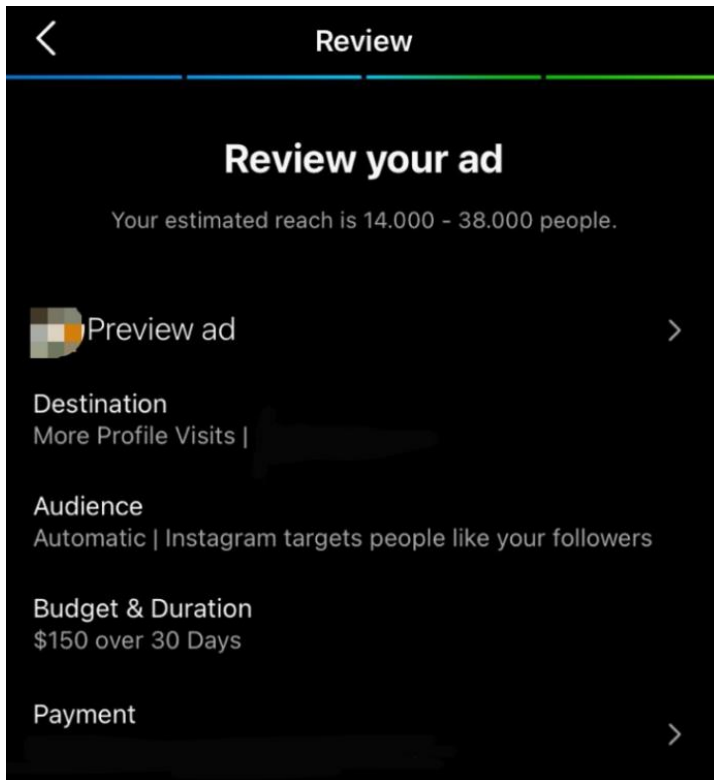 Review
Review your ad
Your estimated reach is 14.000 - 38.000 people.
Preview ad
Destination
More Profile Visits |
Audience
Automatic | Instagram targets people like your followers
Budget & Duration
$150 over 30 Days
Payment